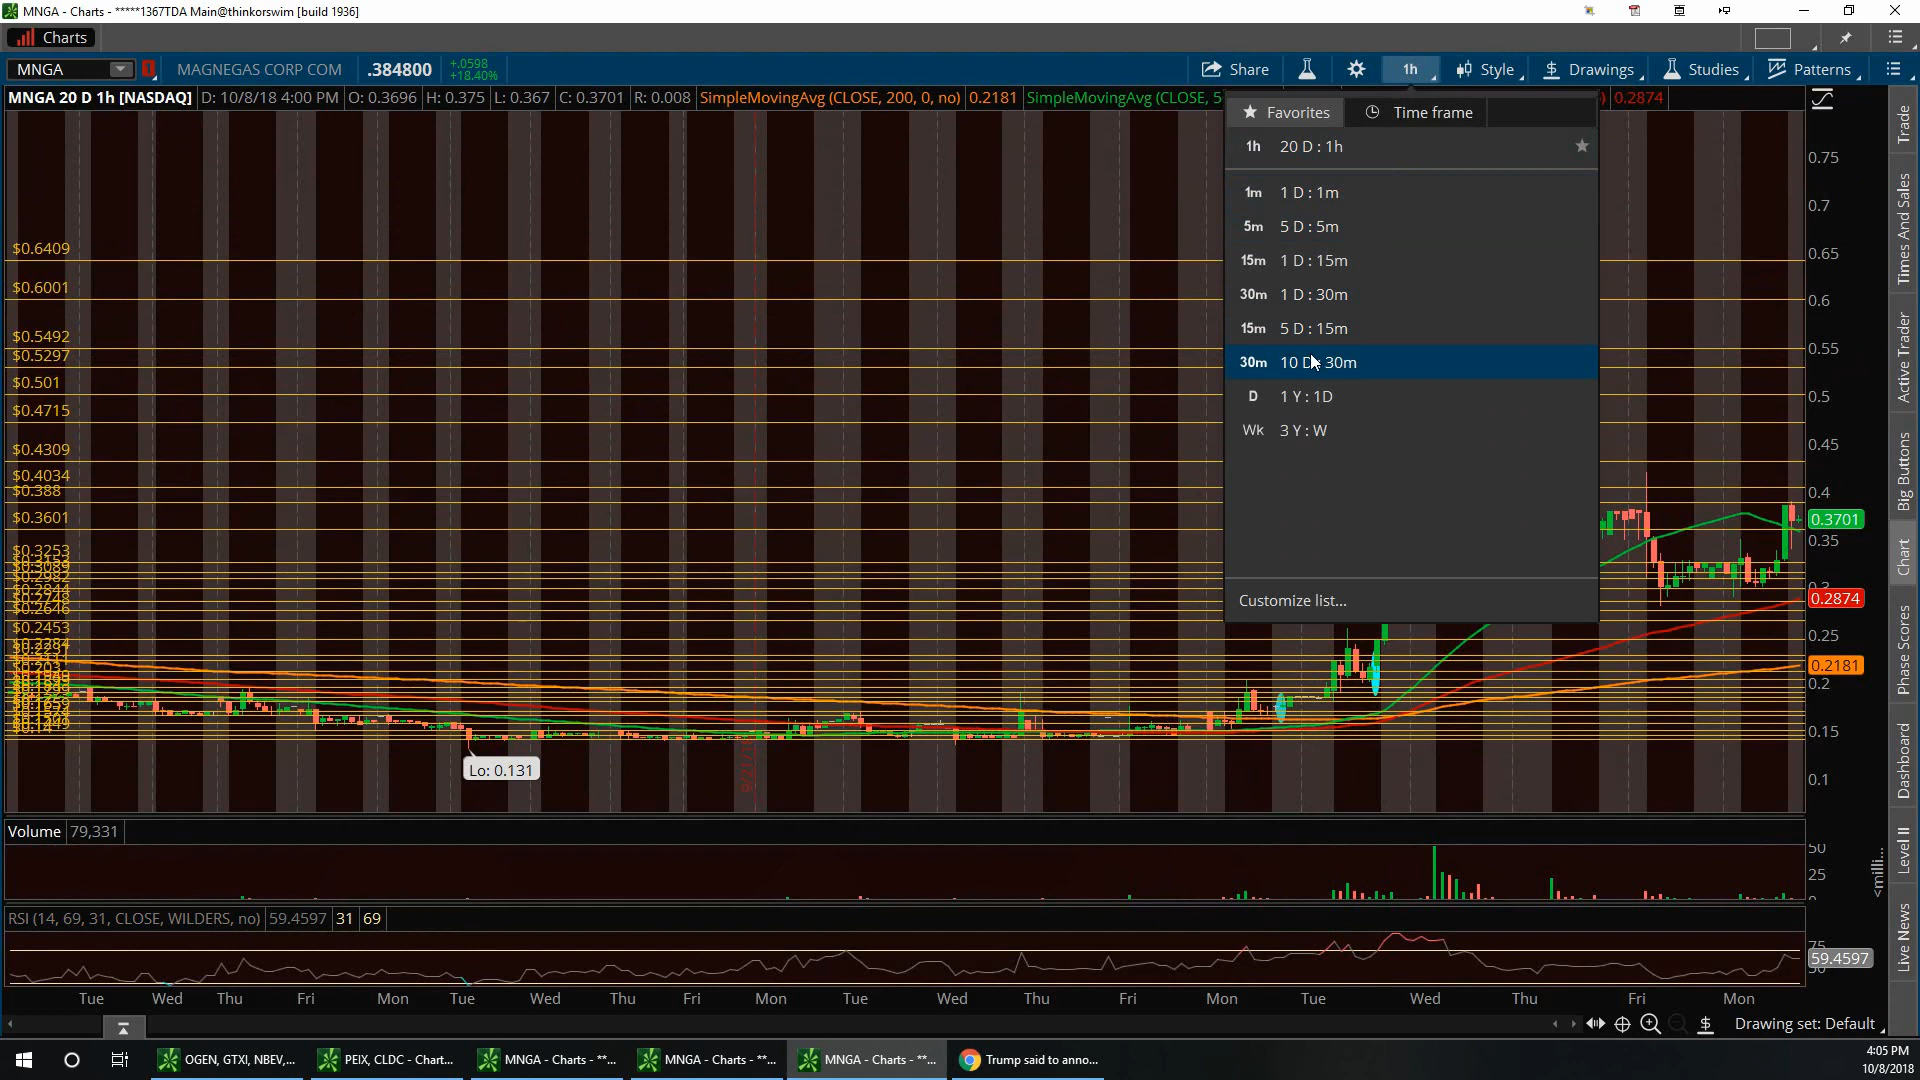 MNGA - Charts - *****1367TDA Main@thinkorswim [build 1936]
Charts
MNGA
1
MAGNEGAS CORP COM
.384800
+.0598
+18.40%
Share
1h
Style
Drawings
Studies
Patterns
MNGA 20 D 1h [NASDAQ]
D: 10/8/18 4:00 PM
O: 0.3696
H: 0.375
L: 0.367
C: 0.3701
R: 0.008
SimpleMovingAvg (CLOSE, 200, 0, no)
0.2181
SimpleMovingAvg (CLOSE, 5
0.2874
Favorites
Time frame
1h 20 D : 1h
1m 1 D : 1m
5m 5 D : 5m
15m 1 D : 15m
30m 1 D : 30m
15m 5 D : 15m
30m 10 D : 30m
D 1 Y : 1D
Wk 3 Y : W
Customize list...
$0.6409
$0.6001
$0.5492
$0.5297
$0.501
$0.4715
$0.4309
$0.4034
$0.388
$0.3601
$0.3253
$0.2646
$0.2453
0.75
0.7
0.65
0.6
0.55
0.5
0.45
0.4
0.3701
0.35
0.3
0.2874
0.25
0.2181
0.2
0.15
0.1
Lo: 0.131
Volume
79,331
50
25
RSI (14, 69, 31, CLOSE, WILDERS, no)
59.4597
31
69
75
59.4597
50
Tue
Wed
Thu
Fri
Mon
Tue
Wed
Thu
Fri
Mon
Tue
Wed
Thu
Fri
Mon
Tue
Wed
Thu
Fri
Mon
Drawing set: Default
Trade
Times And Sales
Active Trader
Big Buttons
Chart
Phase Scores
Dashboard
Level II
Live News
<milli...
OGEN, GTXI, NBEV,...
PEIX, CLDC - Chart...
MNGA - Charts - **...
MNGA - Charts - **...
MNGA - Charts - **...
Trump said to anno...
4:05 PM
10/8/2018